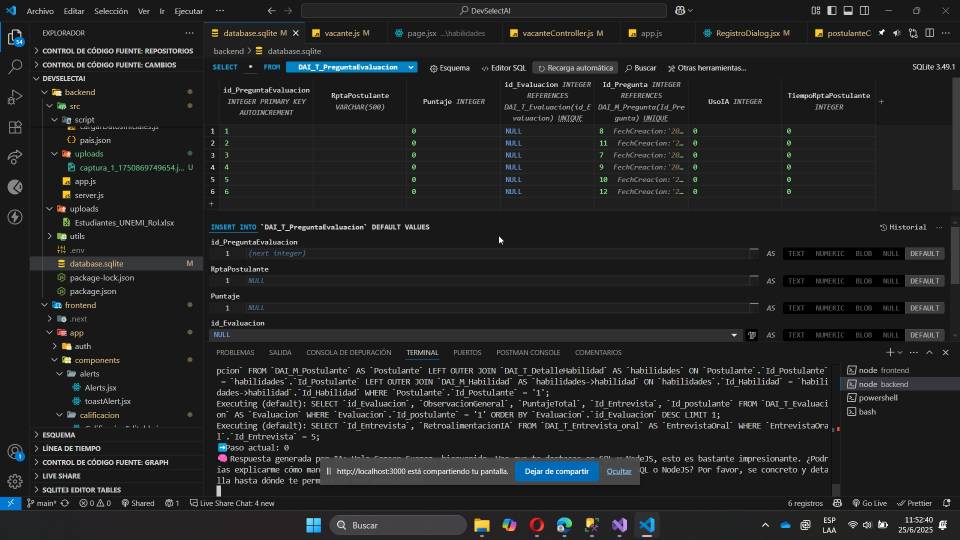 Archivo Editar Selección Ver Ir Ejecutar ··· DevSelectAI
EXPLORADOR ···
database.sqlite M vacante.js M page.jsx ...\habilidades vacanteController.js M app.js RegistroDialog.jsx M postulanteC
CONTROL DE CÓDIGO FUENTE: REPOSITORIOS
CONTROL DE CÓDIGO FUENTE: CAMBIOS
DEVSELECTAI
backend
src
script
cargarDatosIniciales.js
pais.json
uploads
captura_1_1750869749654.j... U
app.js
server.js
uploads
Estudiantes_UNEMI_Rol.xlsx
utils
.env
database.sqlite M
package-lock.json
package.json
frontend
.next
app
auth
components
alerts
Alerts.jsx
toastAlert.jsx
calificacion
ESQUEMA
LÍNEA DE TIEMPO
CONTROL DE CÓDIGO FUENTE: GRAPH
LIVE SHARE
SQLITE3 EDITOR TABLES
backend > database.sqlite
SELECT * FROM DAI_T_PreguntaEvaluacion Esquema Editor SQL Recarga automática Buscar Otras herramientas... SQLite 3.49.1
id_PreguntaEvaluacion INTEGER PRIMARY KEY AUTOINCREMENT
RptaPostulante VARCHAR(500)
Puntaje INTEGER
id_Evaluacion INTEGER REFERENCES DAI_T_Evaluacion(id_Evaluacion) UNIQUE
Id_Pregunta INTEGER REFERENCES DAI_M_Pregunta(Id_Pregunta) UNIQUE
UsoIA INTEGER
TiempoRptaPostulante INTEGER
1 1 0 NULL 8 FechCreacion:'20... 0 0
2 2 0 NULL 11 FechCreacion:'2... 0 0
3 3 0 NULL 7 FechCreacion:'20... 0 0
4 4 0 NULL 9 FechCreacion:'20... 0 0
5 5 0 NULL 10 FechCreacion:'2... 0 0
6 6 0 NULL 12 FechCreacion:'2... 0 0
INSERT INTO `DAI_T_PreguntaEvaluacion` DEFAULT VALUES Historial ···
id_PreguntaEvaluacion
1 (next integer) AS TEXT NUMERIC BLOB NULL DEFAULT
RptaPostulante
1 NULL AS TEXT NUMERIC BLOB NULL DEFAULT
Puntaje
1 NULL AS TEXT NUMERIC BLOB NULL DEFAULT
id_Evaluacion
NULL AS TEXT NUMERIC BLOB NULL DEFAULT
PROBLEMAS SALIDA CONSOLA DE DEPURACIÓN TERMINAL PUERTOS POSTMAN CONSOLE COMENTARIOS
pcion` FROM `DAI_M_Postulante` AS `Postulante` LEFT OUTER JOIN `DAI_T_DetalleHabilidad` AS `habilidades` ON `Postulante`.`Id_Postulante`
= `habilidades`.`Id_Postulante` LEFT OUTER JOIN `DAI_M_Habilidad` AS `habilidades->habilidad` ON `habilidades`.`Id_Habilidad` = `habili
dades->habilidad`.`Id_Habilidad` WHERE `Postulante`.`Id_Postulante` = '1';
Executing (default): SELECT `id_Evaluacion`, `ObservacionGeneral`, `PuntajeTotal`, `Id_Entrevista`, `Id_postulante` FROM `DAI_T_Evaluaci
on` AS `Evaluacion` WHERE `Evaluacion`.`Id_postulante` = '1' ORDER BY `Evaluacion`.`id_Evaluacion` DESC LIMIT 1;
Executing (default): SELECT `Id_Entrevista`, `RetroalimentacionIA` FROM `DAI_T_Entrevista_oral` AS `EntrevistaOral` WHERE `EntrevistaOra
l`.`Id_Entrevista` = 5;
Paso actual: 0
Respuesta generada
ías explicarme cómo man
QL o NodeJS? Por favor, se concreto y deta
lla hasta dónde te perm
http://localhost:3000 está compartiendo tu pantalla. Dejar de compartir Ocultar
node frontend
node backend
powershell
bash
main* 0 0 Shared 1 Live Share Chat: 4 new 6 registros Go Live Prettier
Buscar
ESP
LAA
11:52:40
25/6/2025